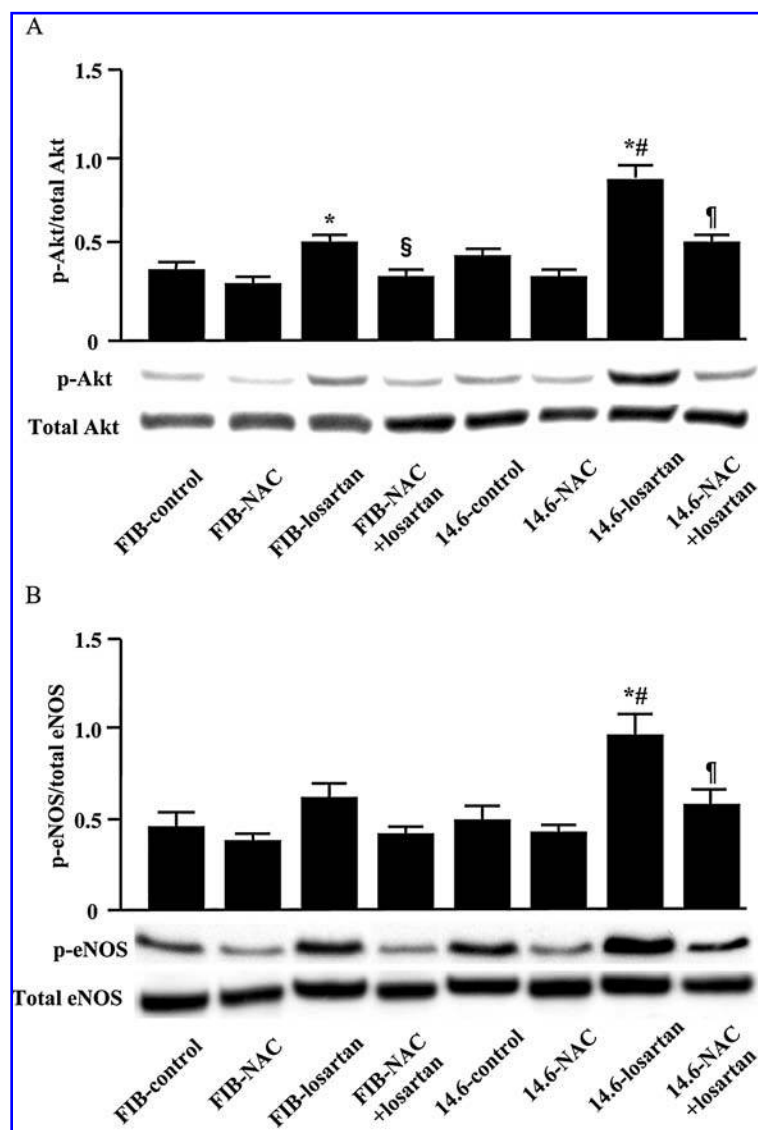 A
p-Akt/total Akt
1.5
1.0
0.5
0
*
§
*#
¶
p-Akt
Total Akt
FIB-control
FIB-NAC
FIB-losartan
FIB-NAC
+losartan
14.6-control
14.6-NAC
14.6-losartan
14.6-NAC
+losartan
B
p-eNOS/total eNOS
1.5
1.0
0.5
0
*#
¶
p-eNOS
Total eNOS
FIB-control
FIB-NAC
FIB-losartan
FIB-NAC
+losartan
14.6-control
14.6-NAC
14.6-losartan
14.6-NAC
+losartan